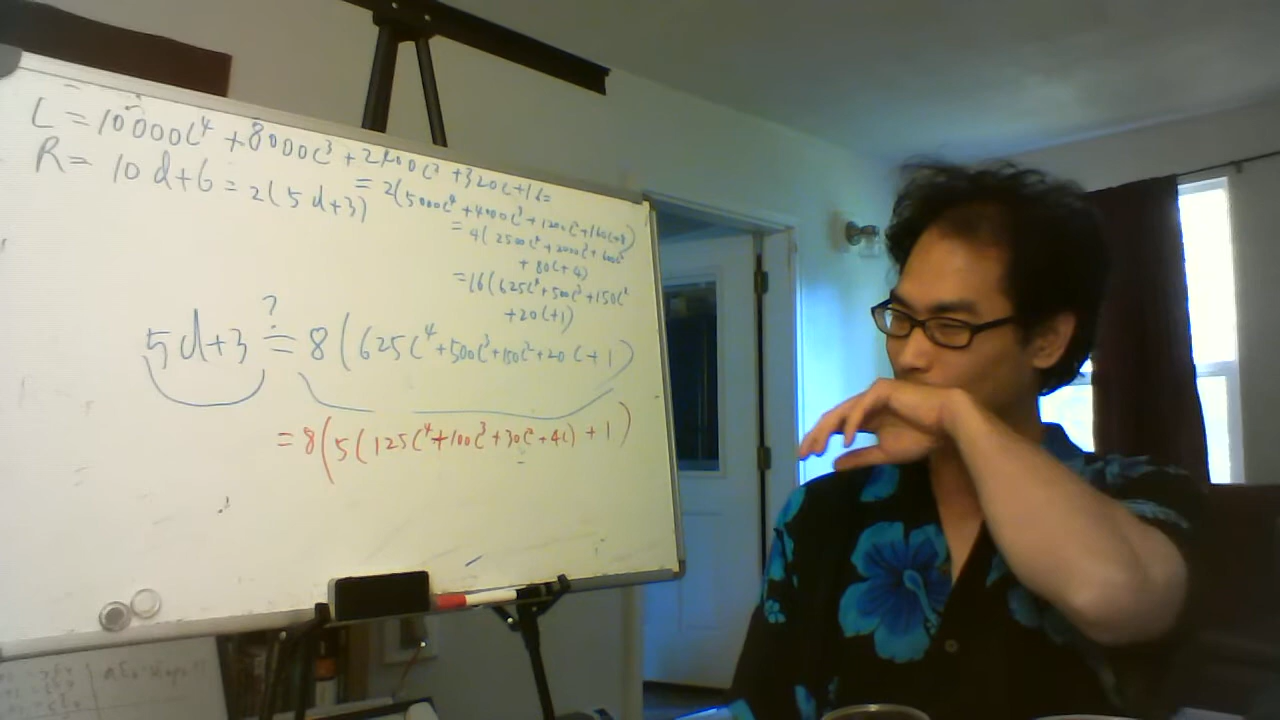 L = 10000c⁴ + 8000c³ + 2400c² + 320c + 16 =
R = 10d+6 = 2(5d+3)
= 2(5000c⁴ + 4000c³ + 1200c² + 160c + 8)
= 4(2500c⁴ + 2000c³ + 600c²
+ 80c + 4)
= 16(625c⁴ + 500c³ + 150c²
+ 20c + 1)
5d+3 ?= 8(625c⁴ + 500c³ + 150c² + 20c + 1)
= 8(5(125c⁴ + 100c³ + 30c² + 4c) + 1)